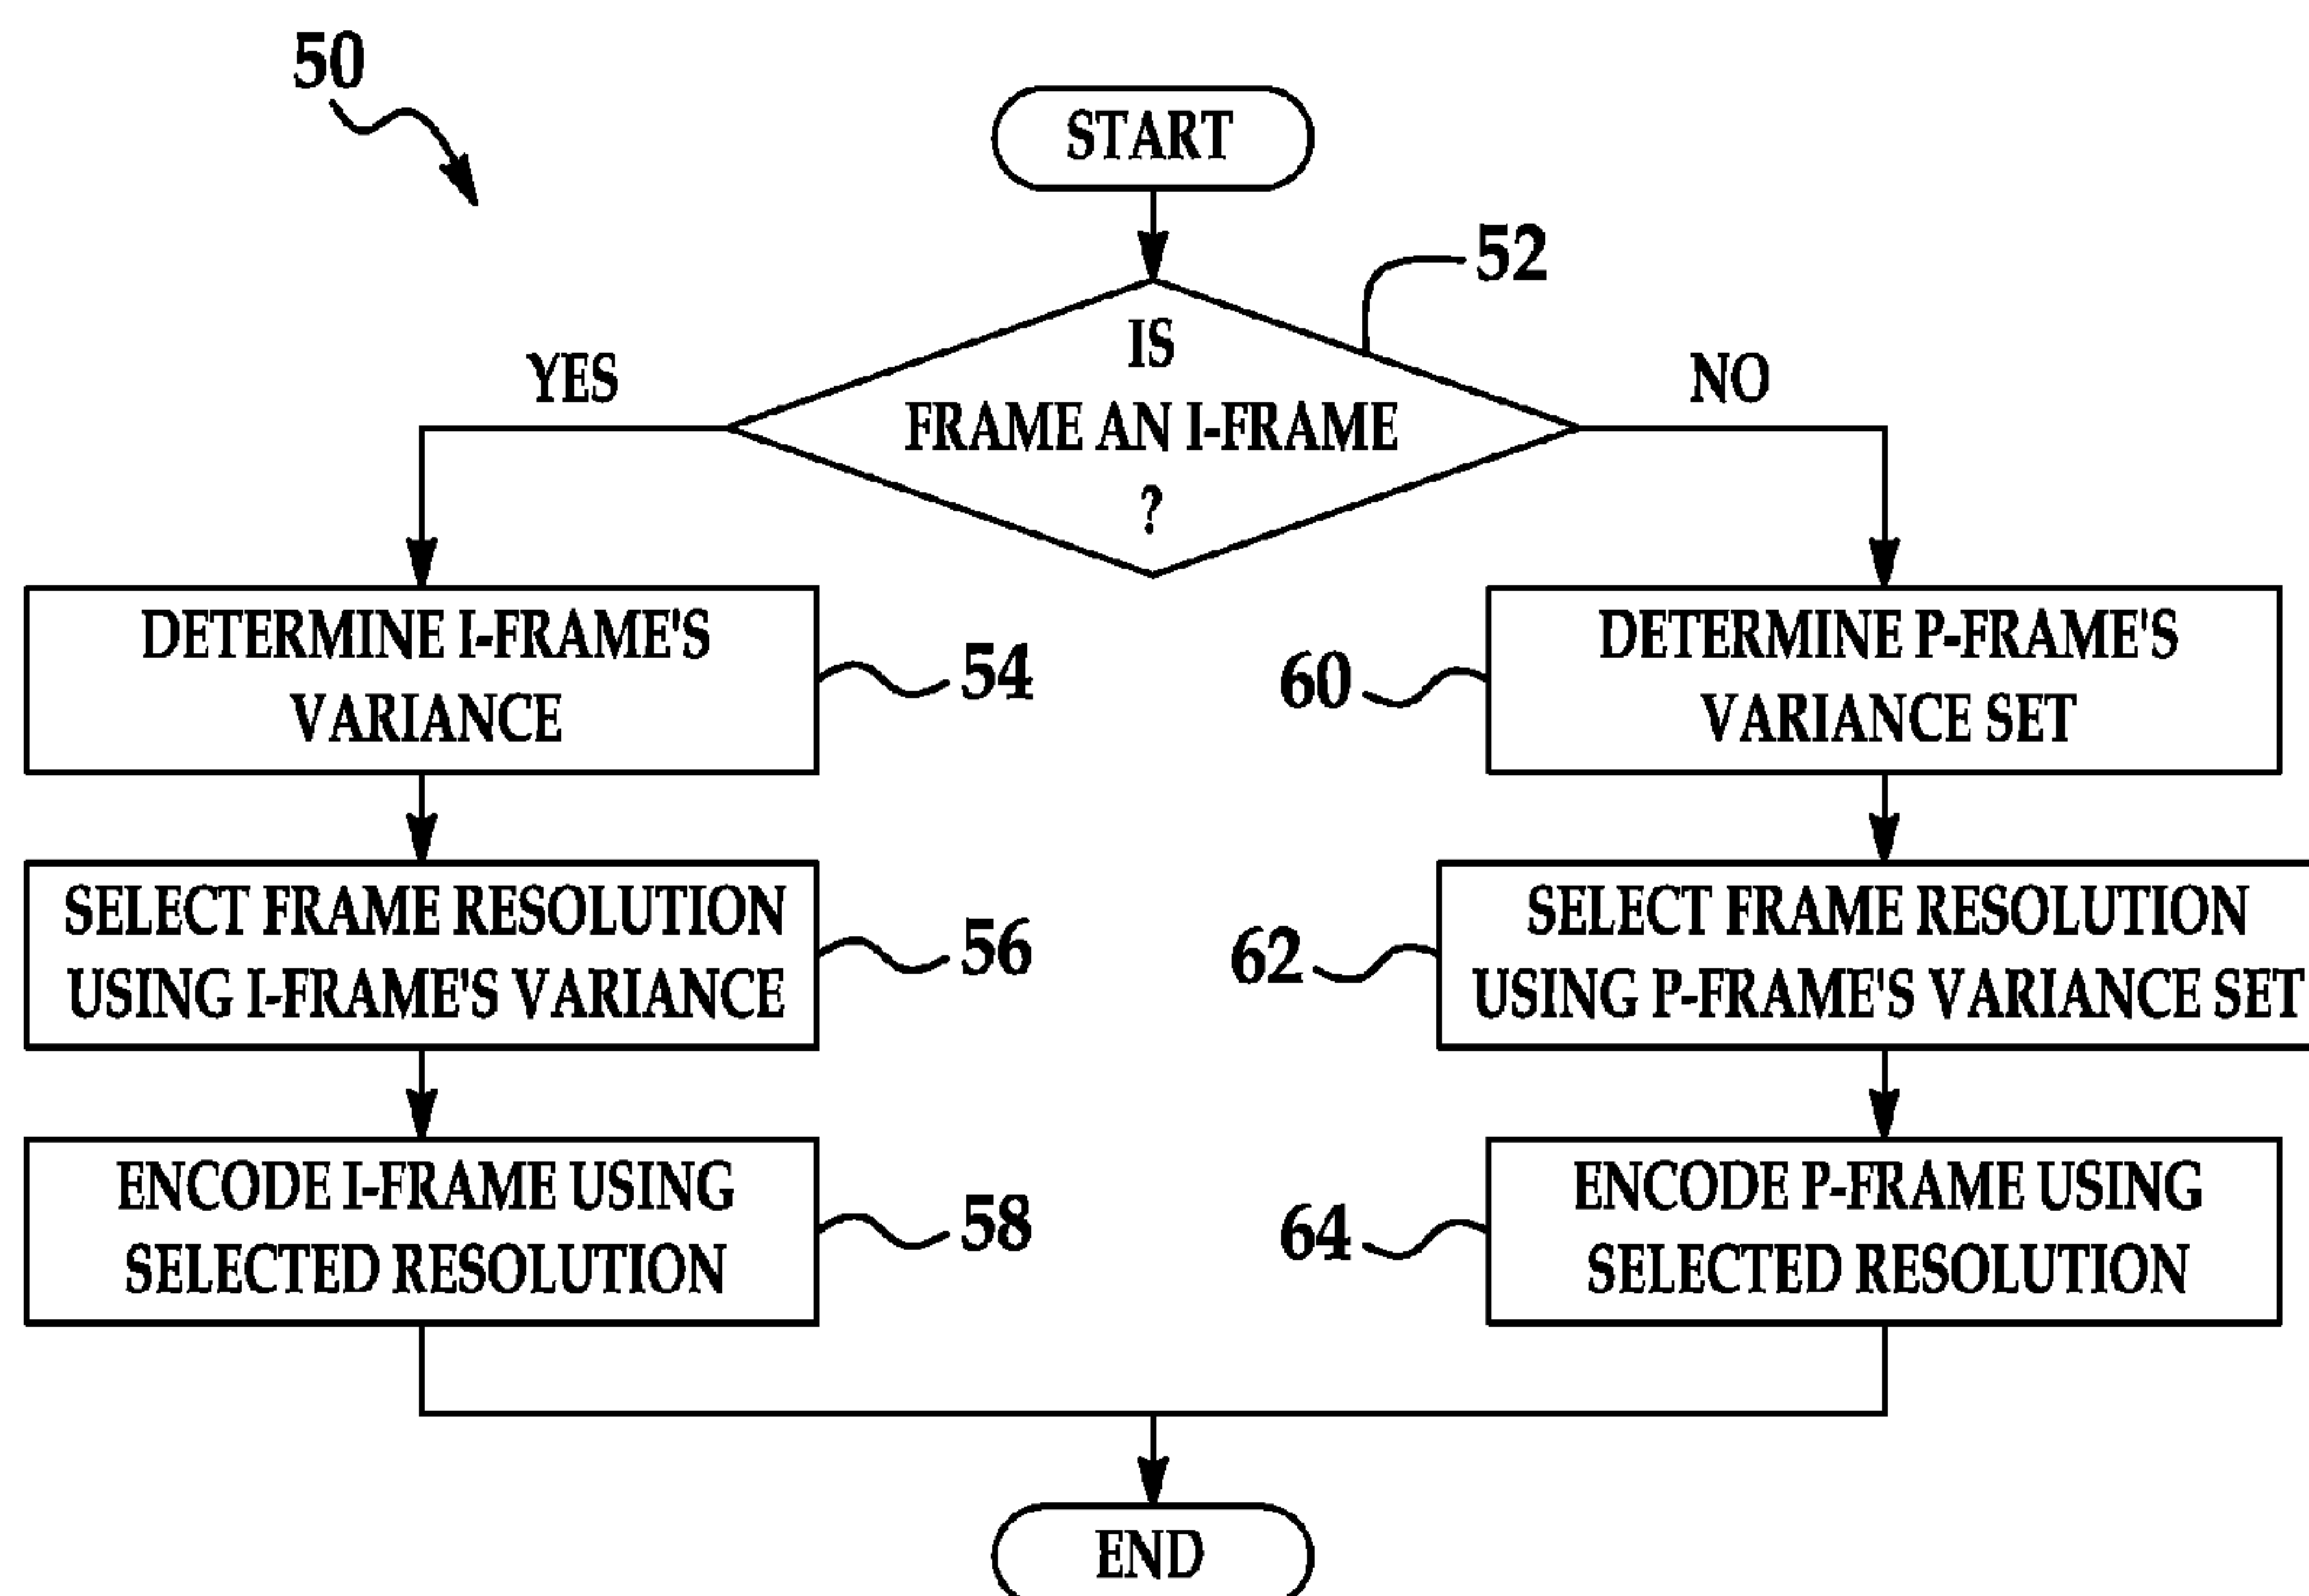 50
START
52
IS
FRAME AN I-FRAME
?
YES
NO
DETERMINE I-FRAME'S
VARIANCE
54
SELECT FRAME RESOLUTION
USING I-FRAME'S VARIANCE
56
ENCODE I-FRAME USING
SELECTED RESOLUTION
58
DETERMINE P-FRAME'S
VARIANCE SET
60
SELECT FRAME RESOLUTION
USING P-FRAME'S VARIANCE SET
62
ENCODE P-FRAME USING
SELECTED RESOLUTION
64
END